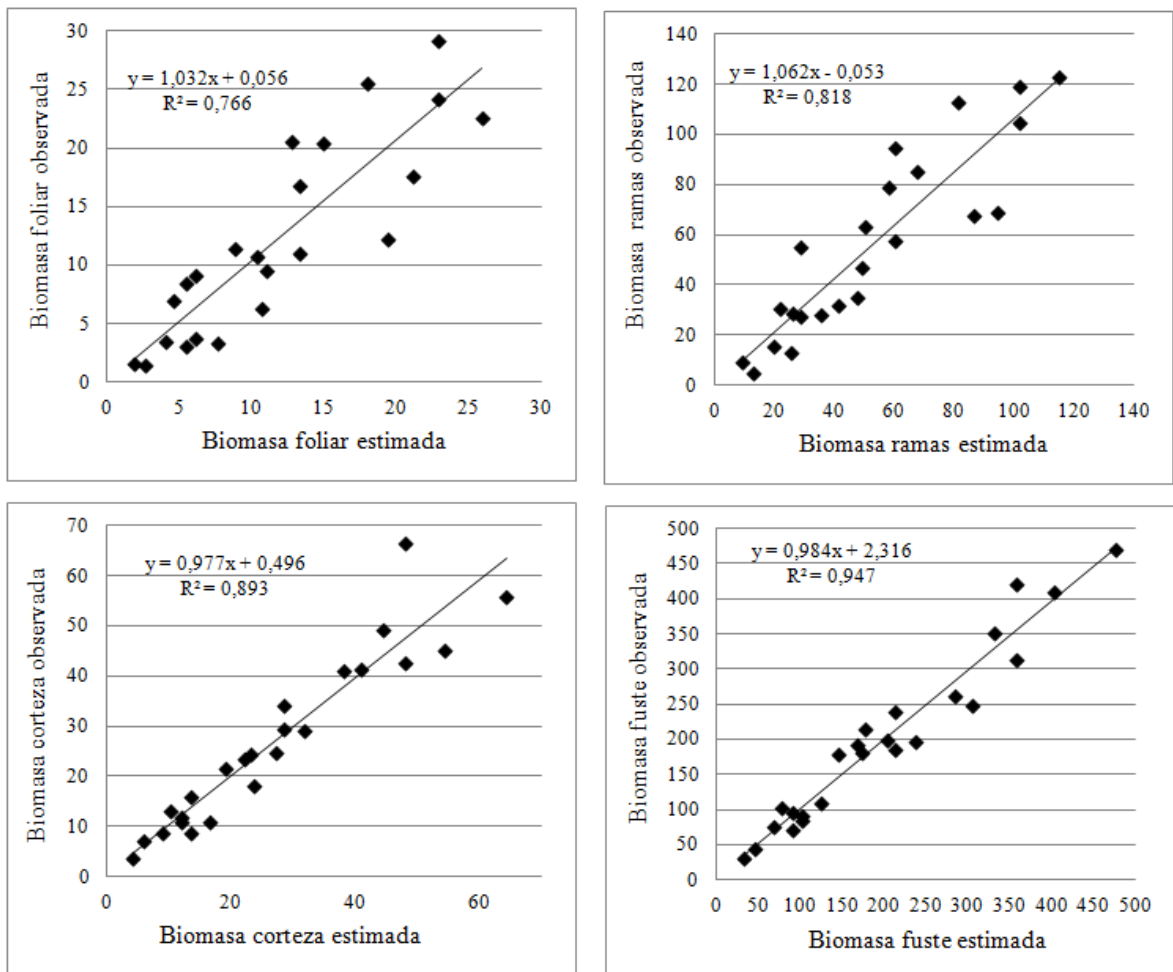 30
25
20
15
10
5
0
0 5 10 15 20 25 30
y = 1,032x + 0,056
R² = 0,766
Biomasa foliar observada
Biomasa foliar estimada
140
120
100
80
60
40
20
0
0 20 40 60 80 100 120 140
y = 1,062x - 0,053
R² = 0,818
Biomasa ramas observada
Biomasa ramas estimada
70
60
50
40
30
20
10
0
0 20 40 60
y = 0,977x + 0,496
R² = 0,893
Biomasa corteza observada
Biomasa corteza estimada
500
450
400
350
300
250
200
150
100
50
0
0 50 100 150 200 250 300 350 400 450 500
y = 0,984x + 2,316
R² = 0,947
Biomasa fuste observada
Biomasa fuste estimada